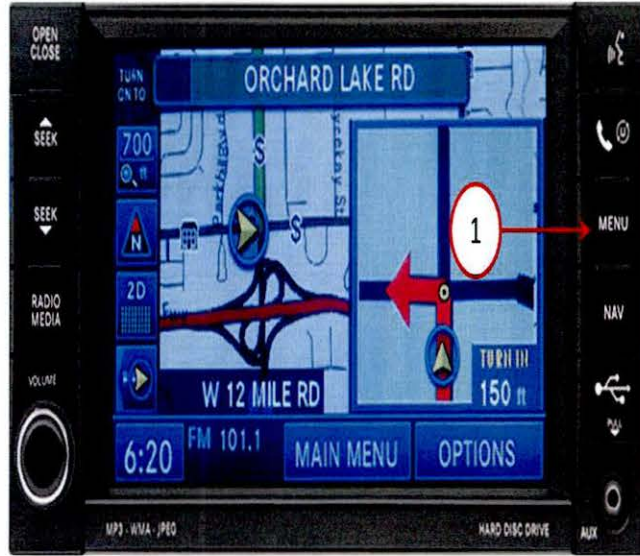 OPEN
CLOSE
SEEK
SEEK
RADIO
MEDIA
VOLUME
TURN
ON TO
ORCHARD LAKE RD
700
ft
N
2D
S
S
W 12 MILE RD
TURN IN
150 ft
6:20
FM 101.1
MAIN MENU
OPTIONS
1
MENU
NAV
PULL
AUX
MP3 - WMA - JPEG
HARD DISC DRIVE